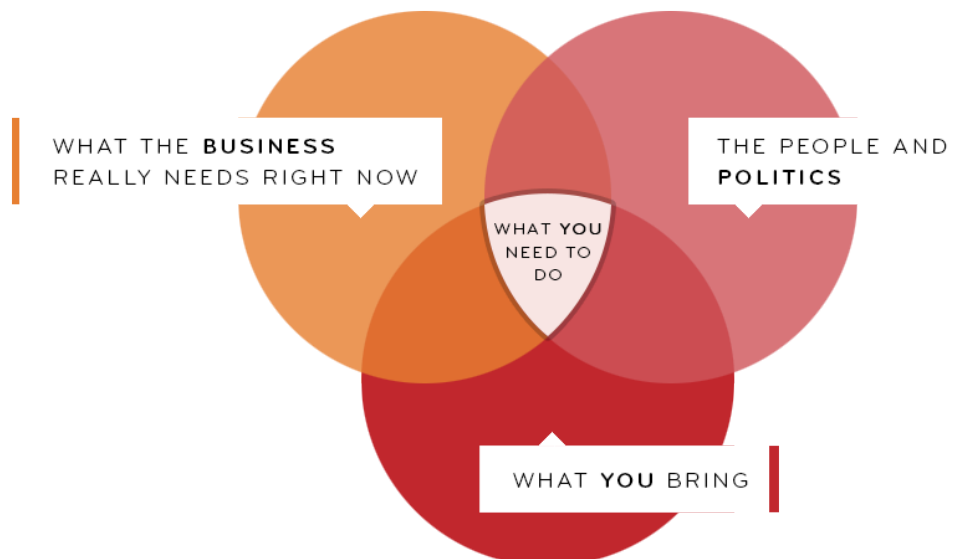 WHAT THE BUSINESS
REALLY NEEDS RIGHT NOW
THE PEOPLE AND
POLITICS
WHAT YOU
NEED TO
DO
WHAT YOU BRING